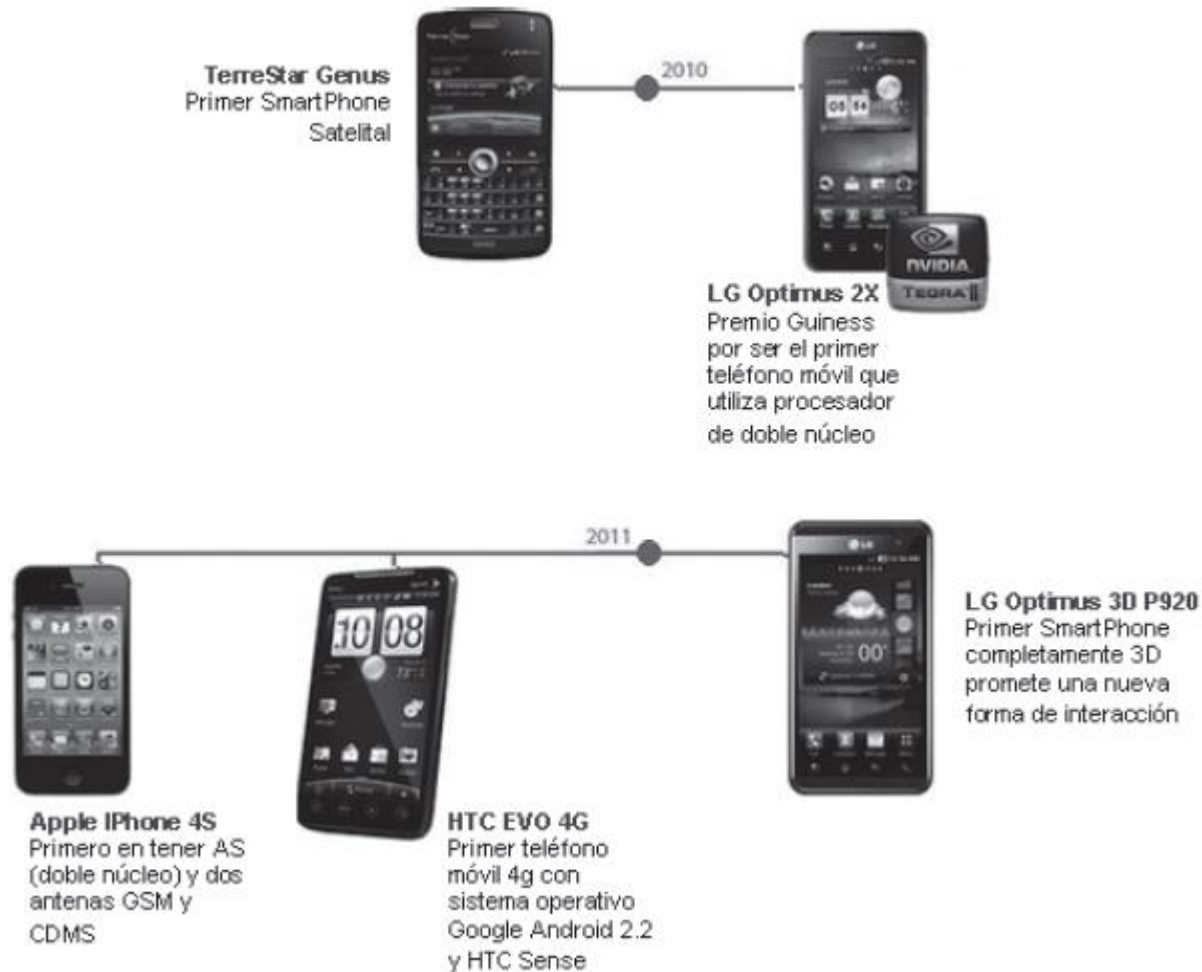 TerreStar Genus
Primer SmartPhone
Satelital
2010
LG
NVIDIA
TEGRA II
LG Optimus 2X
Premio Guiness
por ser el primer
teléfono móvil que
utiliza procesador
de doble núcleo
2011
10 08
LG
00°
LG Optimus 3D P920
Primer SmartPhone
completamente 3D
promete una nueva
forma de interacción
Apple IPhone 4S
Primero en tener AS
(doble núcleo) y dos
antenas GSM y
CDMS
HTC EVO 4G
Primer teléfono
móvil 4g con
sistema operativo
Google Android 2.2
y HTC Sense